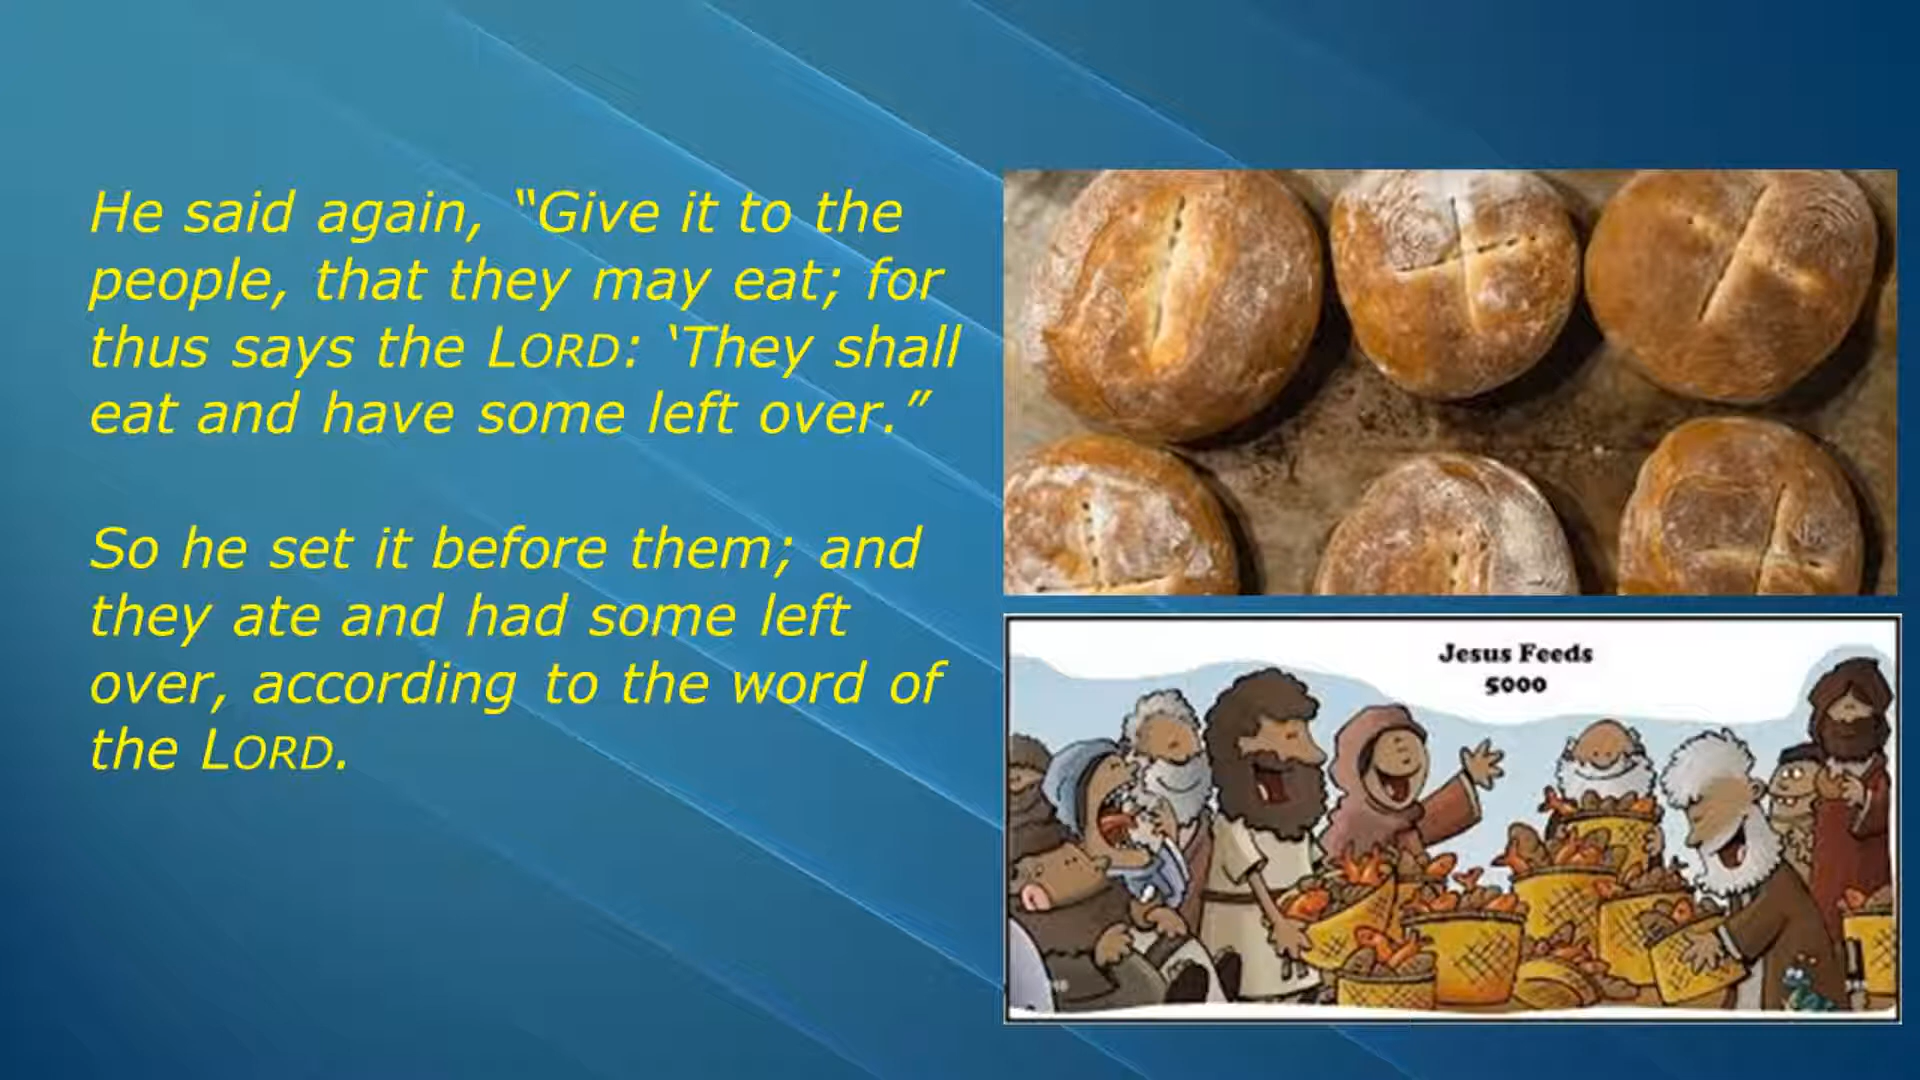 He said again, “Give it to the
people, that they may eat; for
thus says the LORD: ‘They shall
eat and have some left over.”
So he set it before them; and
they ate and had some left
over, according to the word of
the LORD.
Jesus Feeds
5000